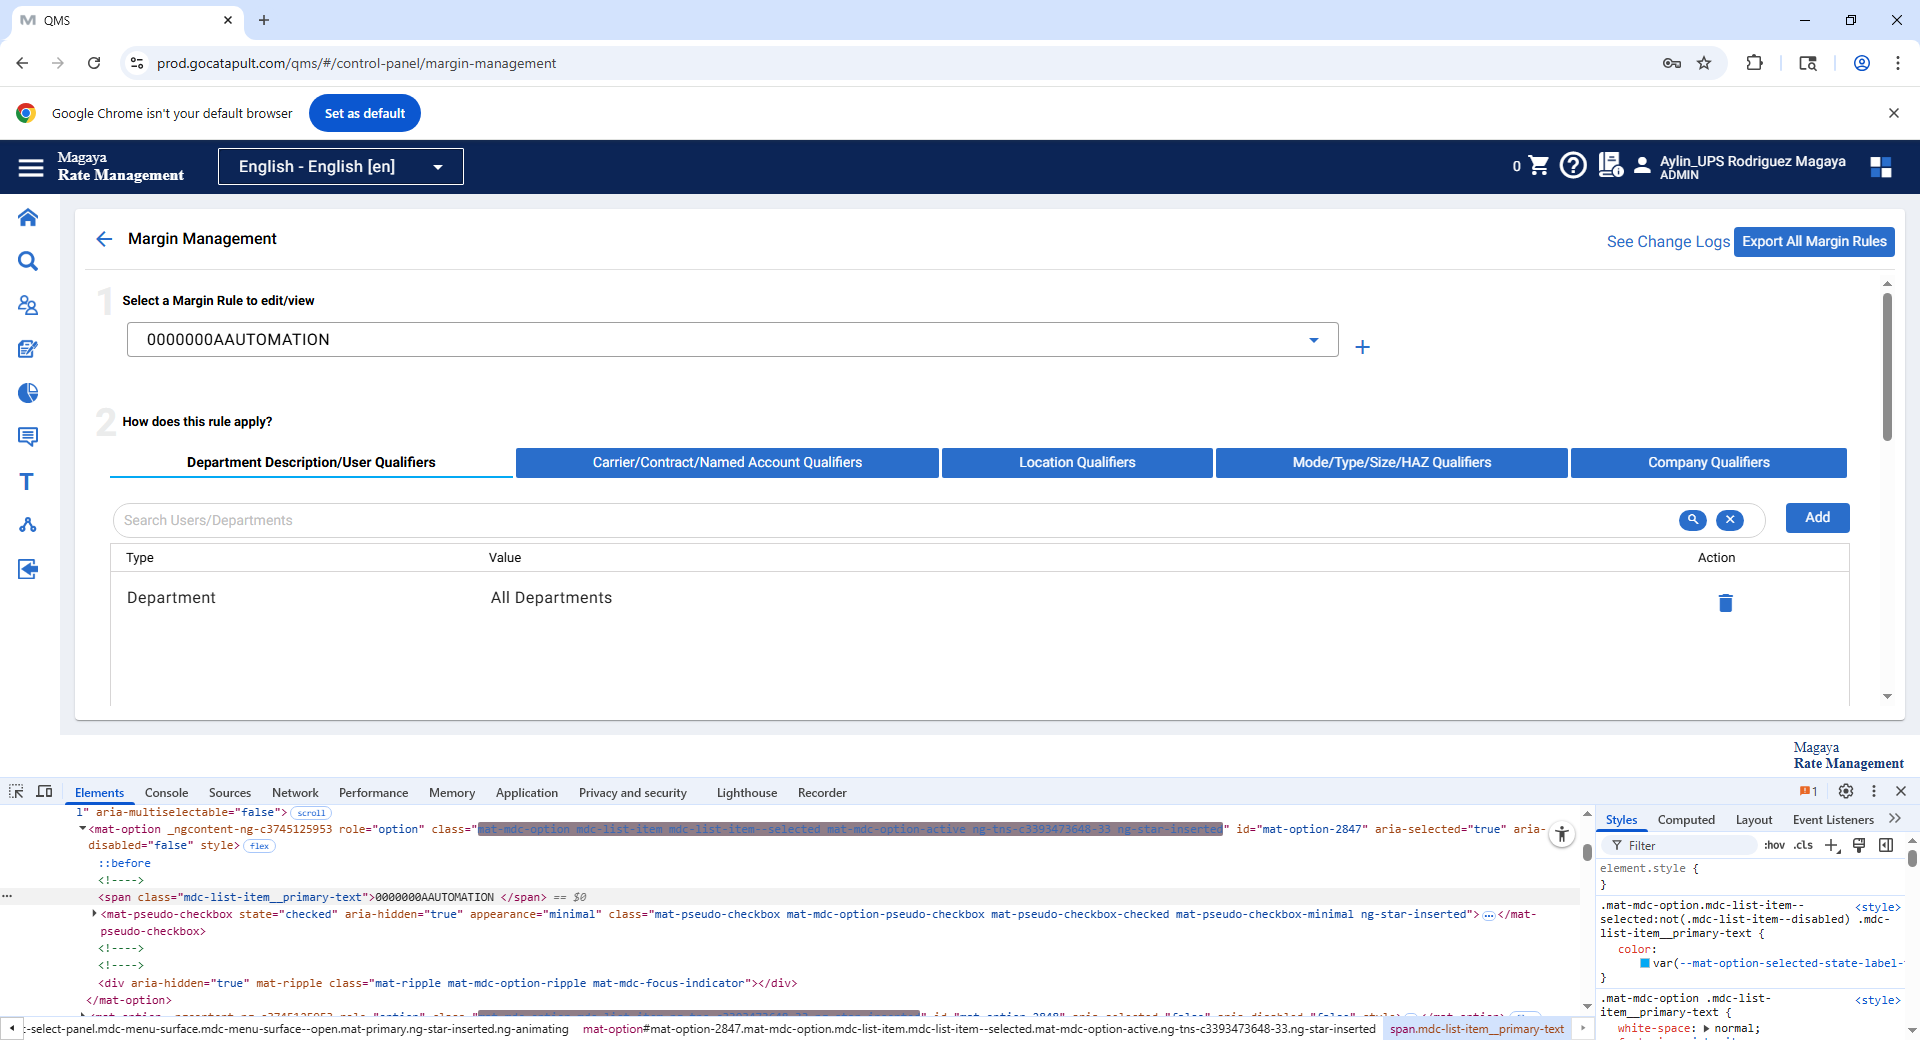 QMS
prod.gocatapult.com/qms/#/control-panel/margin-management
Google Chrome isn't your default browser
Set as default
Magaya
Rate Management
English - English [en]
0
Aylin_UPS Rodriguez Magaya
ADMIN
Margin Management
See Change Logs
Export All Margin Rules
1
Select a Margin Rule to edit/view
0000000AAUTOMATION
2
How does this rule apply?
Department Description/User Qualifiers
Carrier/Contract/Named Account Qualifiers
Location Qualifiers
Mode/Type/Size/HAZ Qualifiers
Company Qualifiers
Search Users/Departments
Add
Type
Value
Action
Department
All Departments
Magaya
Rate Management
Elements
Console
Sources
Network
Performance
Memory
Application
Privacy and security
Lighthouse
Recorder
1
l" aria-multiselectable="false"> scroll
<mat-option _ngcontent-ng-c3745125953 role="option" class="mat-mdc-option mdc-list-item mdc-list-item--selected mat-mdc-option-active ng-tns-c3393473648-33 ng-star-inserted" id="mat-option-2847" aria-selected="true" aria-
disabled="false" style> flex
::before
<!---->
<span class="mdc-list-item__primary-text">0000000AAUTOMATION </span> == $0
<mat-pseudo-checkbox state="checked" aria-hidden="true" appearance="minimal" class="mat-pseudo-checkbox mat-mdc-option-pseudo-checkbox mat-pseudo-checkbox-checked mat-pseudo-checkbox-minimal ng-star-inserted"> … </mat-
pseudo-checkbox>
<!---->
<!---->
<div aria-hidden="true" mat-ripple class="mat-ripple mat-mdc-option-ripple mat-mdc-focus-indicator"></div>
</mat-option>
:-select-panel.mdc-menu-surface.mdc-menu-surface--open.mat-primary.ng-star-inserted.ng-animating
mat-option#mat-option-2847.mat-mdc-option.mdc-list-item.mdc-list-item--selected.mat-mdc-option-active.ng-tns-c3393473648-33.ng-star-inserted
span.mdc-list-item__primary-text
Styles
Computed
Layout
Event Listeners
Filter
:hov
.cls
element.style {
}
.mat-mdc-option.mdc-list-item-- <style>
selected:not(.mdc-list-item--disabled) .mdc-
list-item__primary-text {
color:
var(--mat-option-selected-state-label-
}
.mat-mdc-option .mdc-list- <style>
item__primary-text {
white-space: normal;